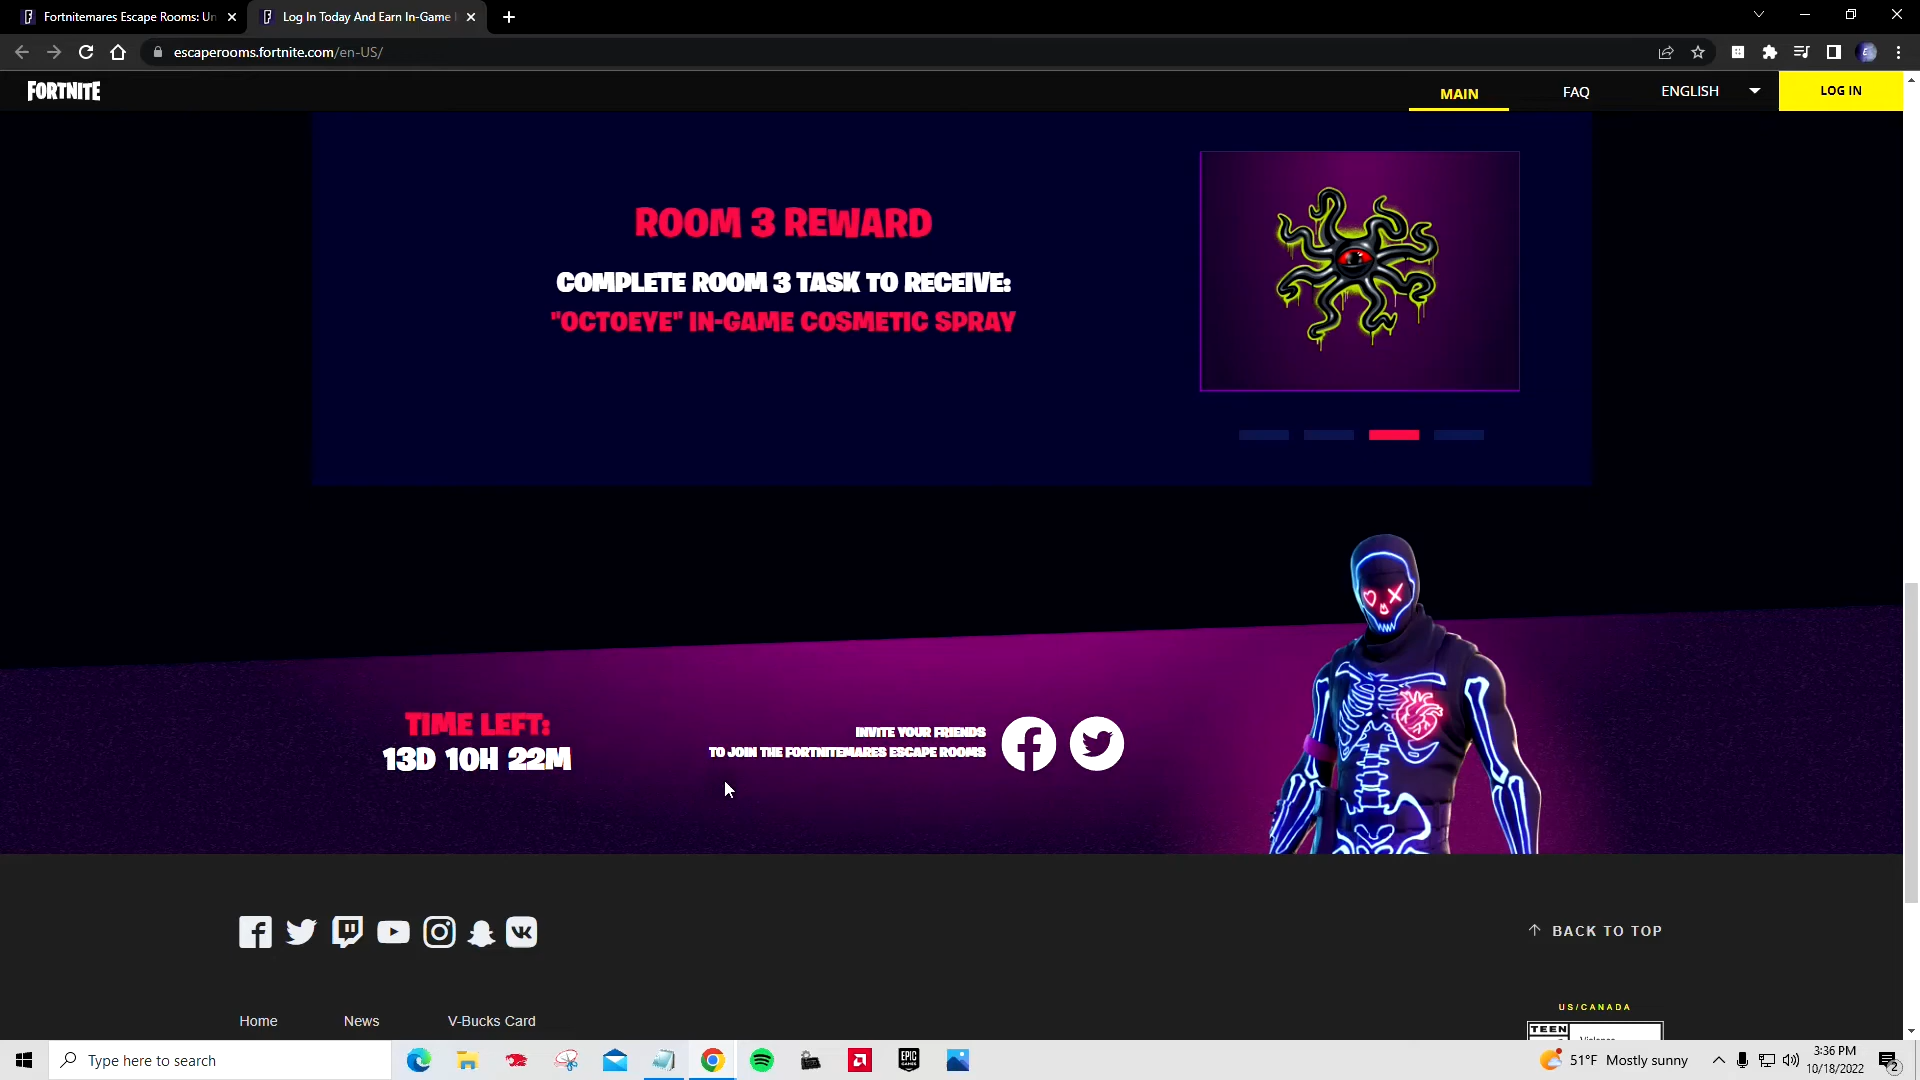 Fortnitemares Escape Rooms: Un
Log In Today And Earn In-Game
escaperooms.fortnite.com/en-US/
FORTNITE
MAIN
FAQ
ENGLISH
LOG IN
ROOM 3 REWARD
COMPLETE ROOM 3 TASK TO RECEIVE:
"OCTOEYE" IN-GAME COSMETIC SPRAY
TIME LEFT:
13D 10H 22M
INVITE YOUR FRIENDS
TO JOIN THE FORTNITEMARES ESCAPE ROOMS
BACK TO TOP
US/CANADA
TEEN
Home
News
V-Bucks Card
Type here to search
EPIC
GAMES
51°F Mostly sunny
3:36 PM
10/18/2022
2